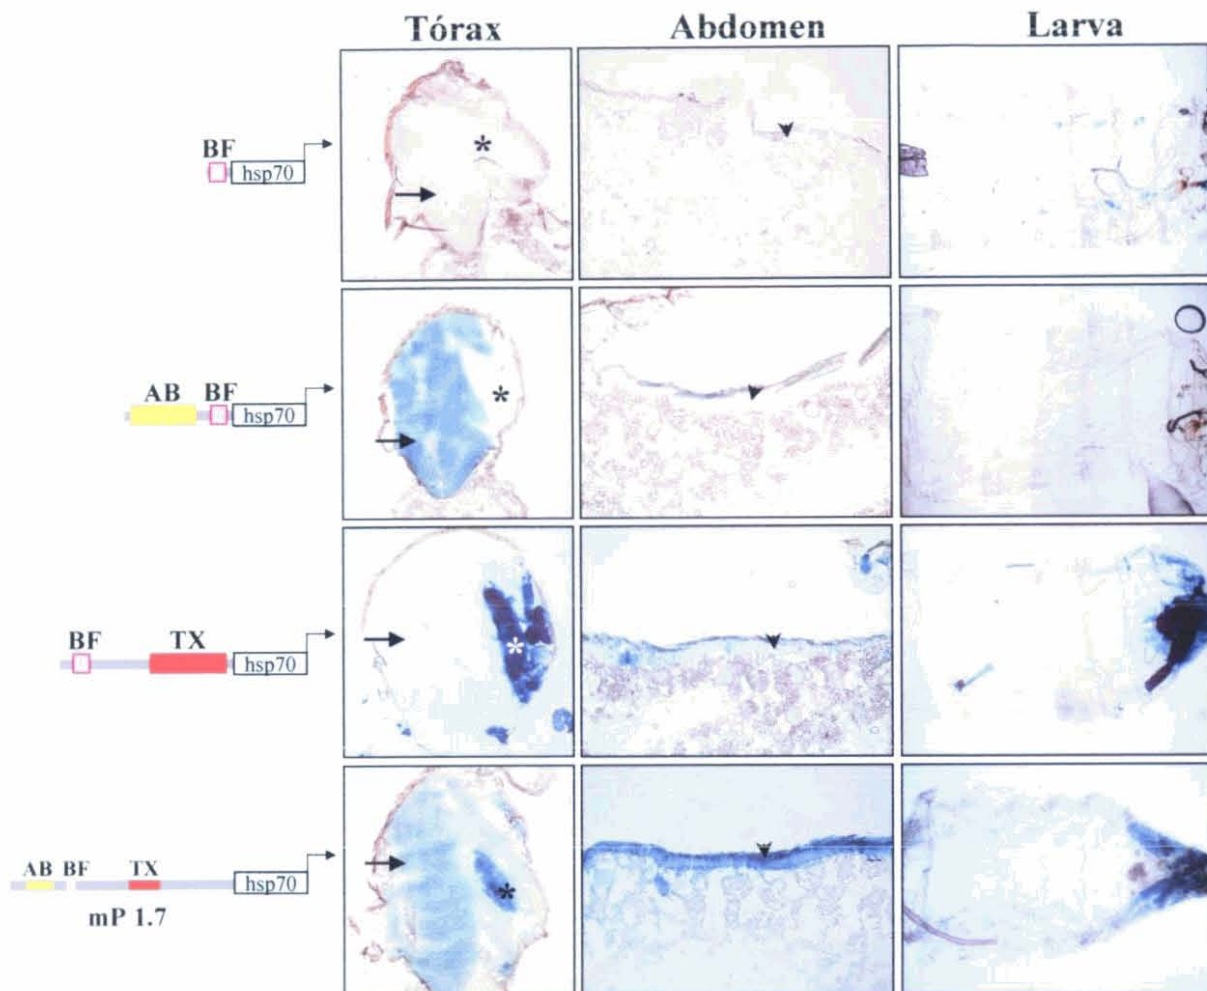 Tórax Abdomen Larva
BF
hsp70
*
AB BF
hsp70
*
BF TX
hsp70
*
AB BF TX
hsp70
*
mP 1.7